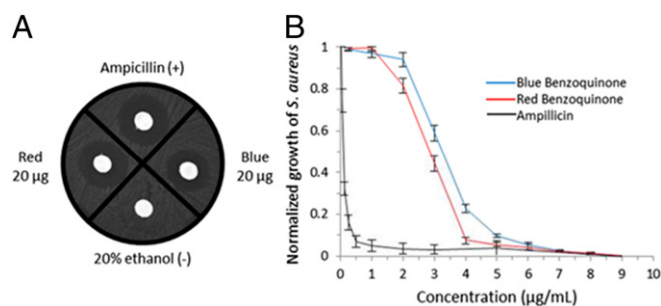 A
Ampicillin (+)
Red
20 µg
Blue
20 µg
20% ethanol (-)
B
Normalized growth of S. aureus
1
0.8
0.6
0.4
0.2
0
Blue Benzoquinone
Red Benzoquinone
Ampillicin
0 1 2 3 4 5 6 7 8 9 10
Concentration (µg/mL)